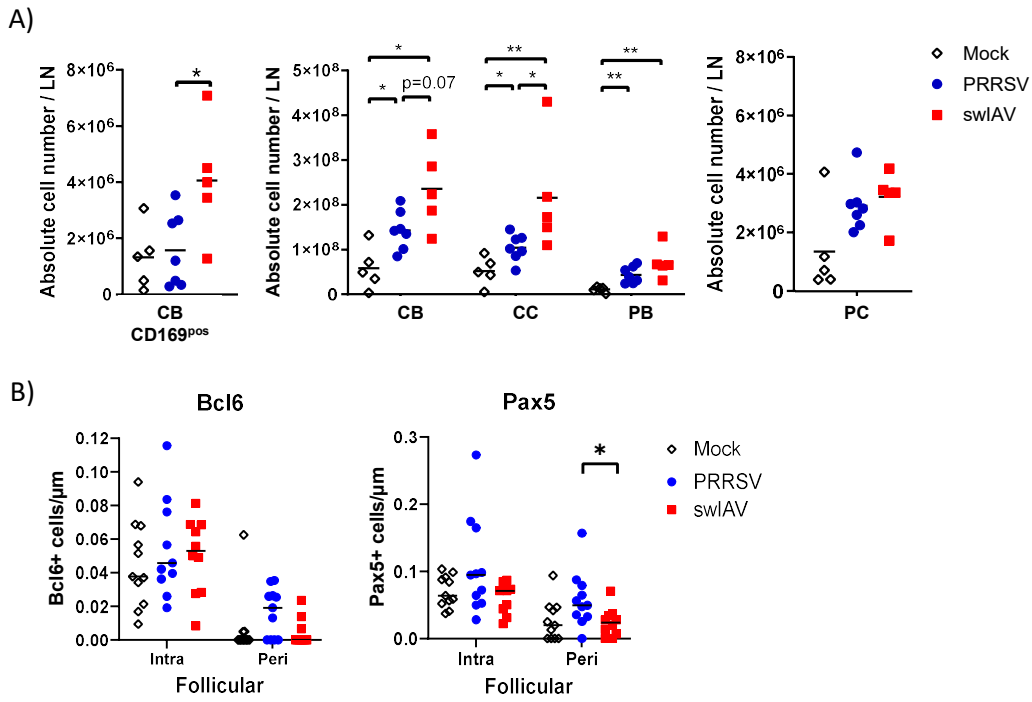 A)
Absolute cell number / LN
8×10⁶
6×10⁶
4×10⁶
2×10⁶
0
*
CB
CD169ᵖᵒˢ
Absolute cell number / LN
5×10⁸
4×10⁸
3×10⁸
2×10⁸
1×10⁸
0
* ** **
* p=0.07 * * **
CB CC PB
Absolute cell number / LN
8×10⁶
6×10⁶
4×10⁶
2×10⁶
0
PC
Mock
PRRSV
swIAV
B)
Bcl6
Bcl6+ cells/µm
0.12
0.10
0.08
0.06
0.04
0.02
0.00
Intra Peri
Follicular
Pax5
Pax5+ cells/µm
0.3
0.2
0.1
0.0
*
Intra Peri
Follicular
Mock
PRRSV
swIAV